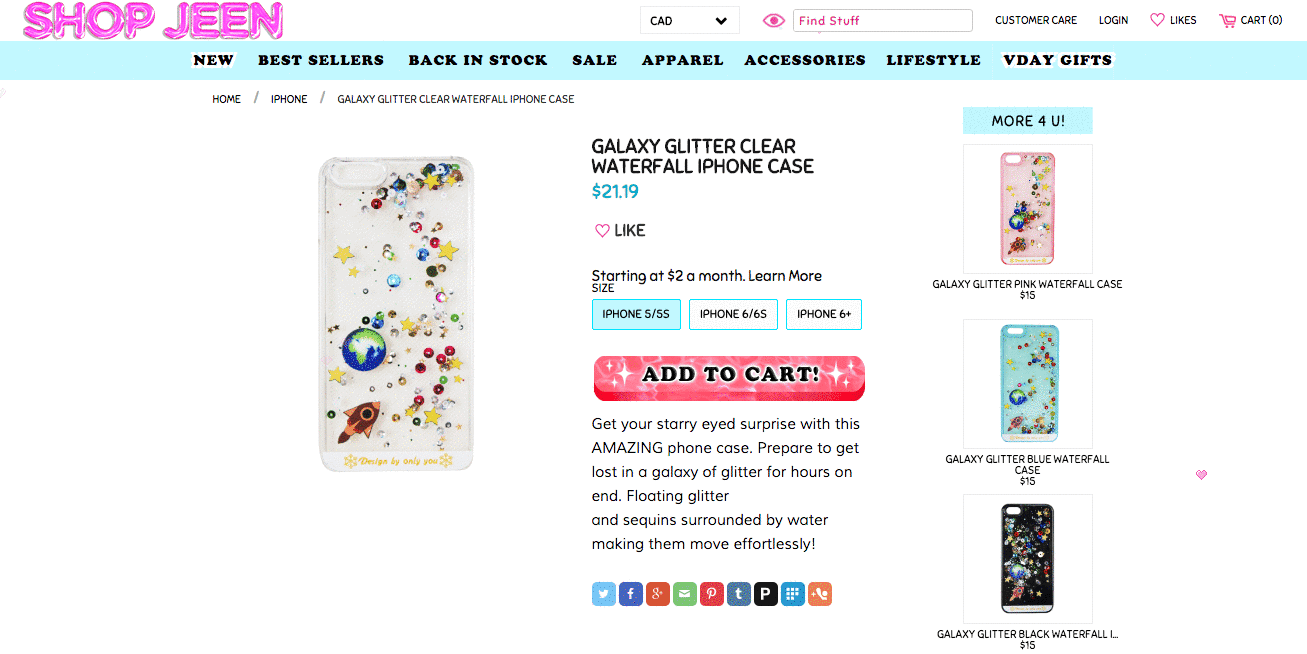 SHOP JEEN
CAD
Find Stuff
CUSTOMER CARE
LOGIN
LIKES
CART (0)
NEW
BEST SELLERS
BACK IN STOCK
SALE
APPAREL
ACCESSORIES
LIFESTYLE
VDAY GIFTS
HOME / IPHONE / GALAXY GLITTER CLEAR WATERFALL IPHONE CASE
Design by only you
GALAXY GLITTER CLEAR
WATERFALL IPHONE CASE
$21.19
LIKE
Starting at $2 a month. Learn More
SIZE
IPHONE 5/5S
IPHONE 6/6S
IPHONE 6+
ADD TO CART!
Get your starry eyed surprise with this
AMAZING phone case. Prepare to get
lost in a galaxy of glitter for hours on
end. Floating glitter
and sequins surrounded by water
making them move effortlessly!
MORE 4 U!
GALAXY GLITTER PINK WATERFALL CASE
$15
GALAXY GLITTER BLUE WATERFALL
CASE
$15
GALAXY GLITTER BLACK WATERFALL I...
$15